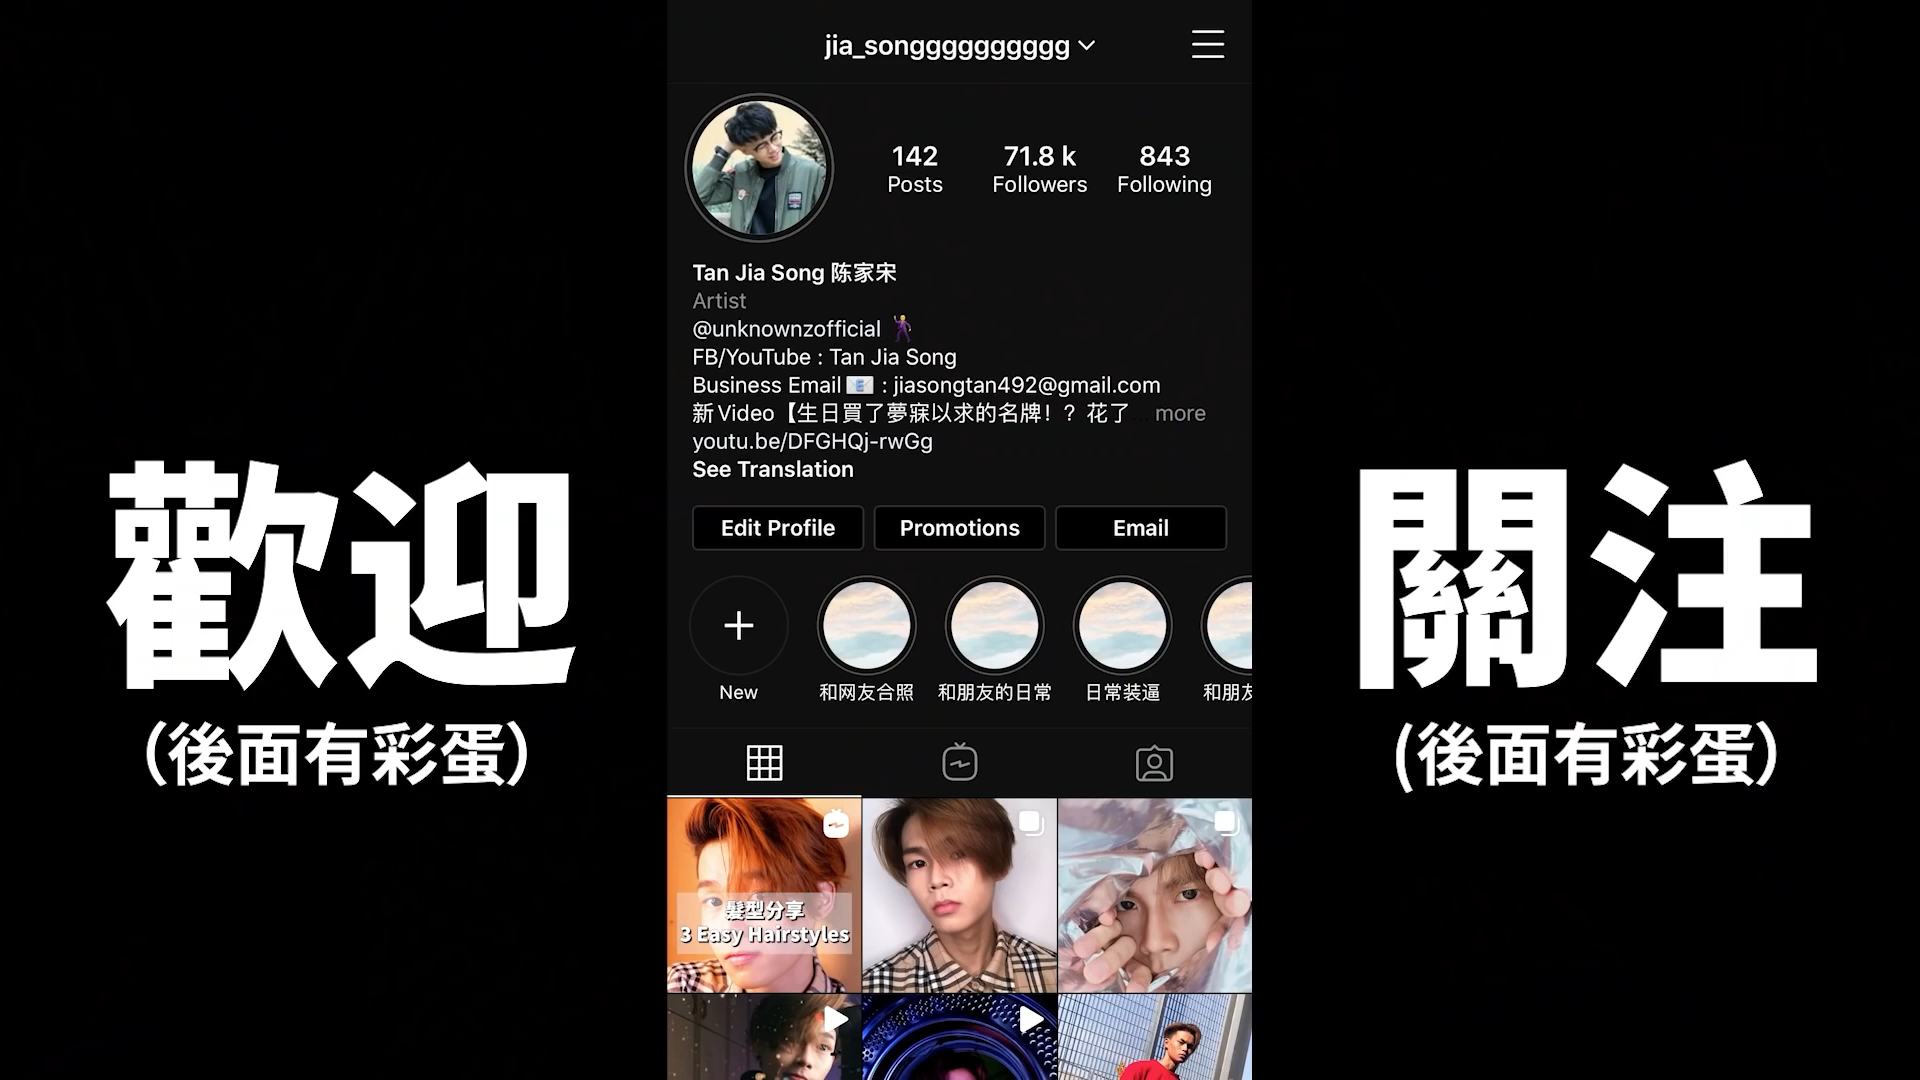 jia_songggggggggg
142
Posts
71.8 k
Followers
843
Following
Tan Jia Song 陈家宋
Artist
@unknownzofficial
FB/YouTube : Tan Jia Song
Business Email : jiasongtan492@gmail.com
新 Video【生日買了夢寐以求的名牌！？花了... more
youtu.be/DFGHQj-rwGg
See Translation
Edit Profile
Promotions
Email
New
和网友合照
和朋友的日常
日常装逼
和朋友
髮型分享
3 Easy Hairstyles
歡迎
(後面有彩蛋)
關注
(後面有彩蛋)